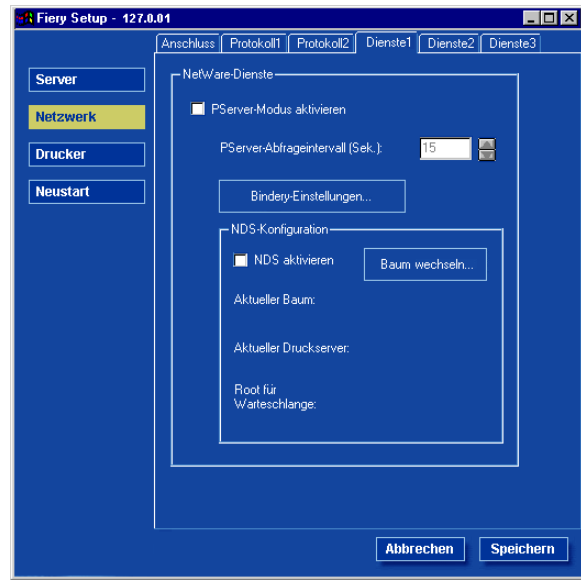 Fiery Setup - 127.0.01
Anschluss Protokoll1 Protokoll2 Dienste1 Dienste2 Dienste3
Server
Netzwerk
Drucker
Neustart
NetWare-Dienste
PServer-Modus aktivieren
PServer-Abfrageintervall (Sek.): 15
Bindery-Einstellungen...
NDS-Konfiguration
NDS aktivieren
Baum wechseln...
Aktueller Baum:
Aktueller Druckserver:
Root für
Warteschlange:
Abbrechen Speichern